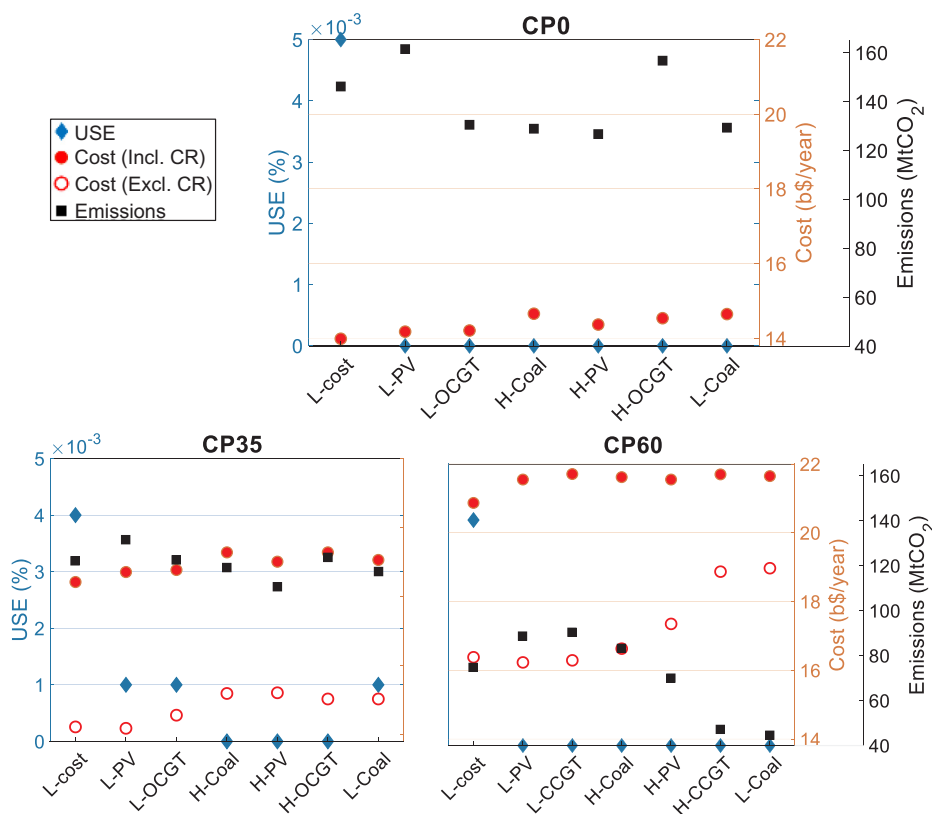 CP0
×10⁻³
5
4
3
2
1
0
USE (%)
22
20
18
16
14
Cost (b$/year)
160
140
120
100
80
60
40
Emissions (MtCO₂)
L-cost
L-PV
L-OCGT
H-Coal
H-PV
H-OCGT
L-Coal
USE
Cost (Incl. CR)
Cost (Excl. CR)
Emissions
CP35
×10⁻³
5
4
3
2
1
0
USE (%)
L-cost
L-PV
L-OCGT
H-Coal
H-PV
H-OCGT
L-Coal
CP60
22
20
18
16
14
Cost (b$/year)
160
140
120
100
80
60
40
Emissions (MtCO₂)
L-cost
L-PV
L-CCGT
H-Coal
H-PV
H-CCGT
L-Coal